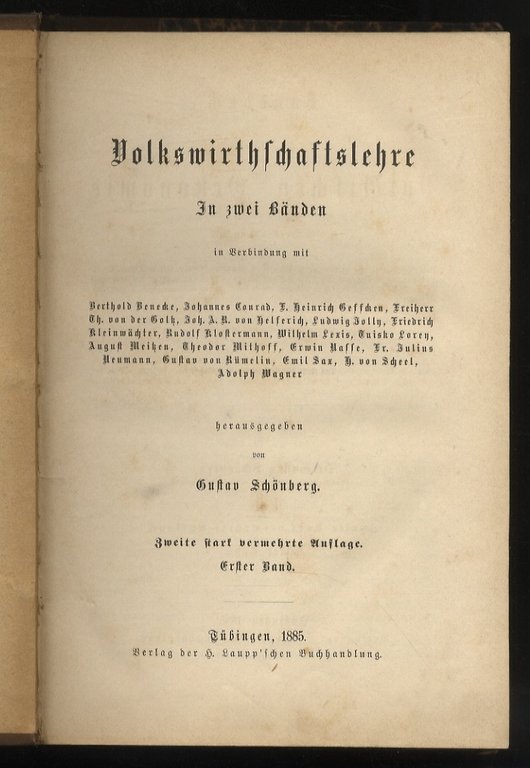 Volkswirthschaftslehre
In zwei Bänden
in Verbindung mit
Berthold Benecke, Johannes Conrad, F. Heinrich Geffcken, Freiherr
Th. von der Goltz, Joh. A. R. von Helferich, Ludwig Jolly, Friedrich
Kleinwächter, Rudolf Klostermann, Wilhelm Lexis, Tuisko Lorey,
August Meitzen, Theodor Mithoff, Erwin Nasse, Fr. Julius
Neumann, Gustav von Rümelin, Emil Sax, H. von Scheel,
Adolph Wagner
herausgegeben
von
Gustav Schönberg.
Zweite stark vermehrte Auflage.
Erster Band.
Tübingen, 1885.
Verlag der H. Laupp'schen Buchhandlung.